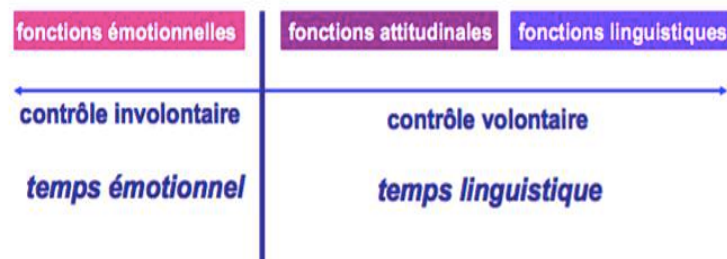 fonctions émotionnelles
fonctions attitudinales
fonctions linguistiques
contrôle involontaire
contrôle volontaire
temps émotionnel
temps linguistique